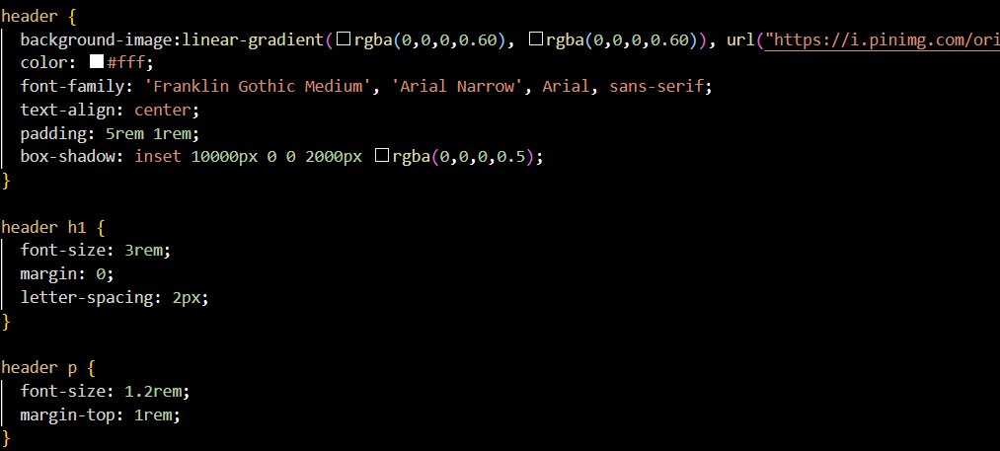 header {
background-image:linear-gradient(rgba(0,0,0,0.60), rgba(0,0,0,0.60)), url("https://i.pinimg.com/ori
color: #fff;
font-family: 'Franklin Gothic Medium', 'Arial Narrow', Arial, sans-serif;
text-align: center;
padding: 5rem 1rem;
box-shadow: inset 10000px 0 0 2000px rgba(0,0,0,0.5);
}
header h1 {
font-size: 3rem;
margin: 0;
letter-spacing: 2px;
}
header p {
font-size: 1.2rem;
margin-top: 1rem;
}